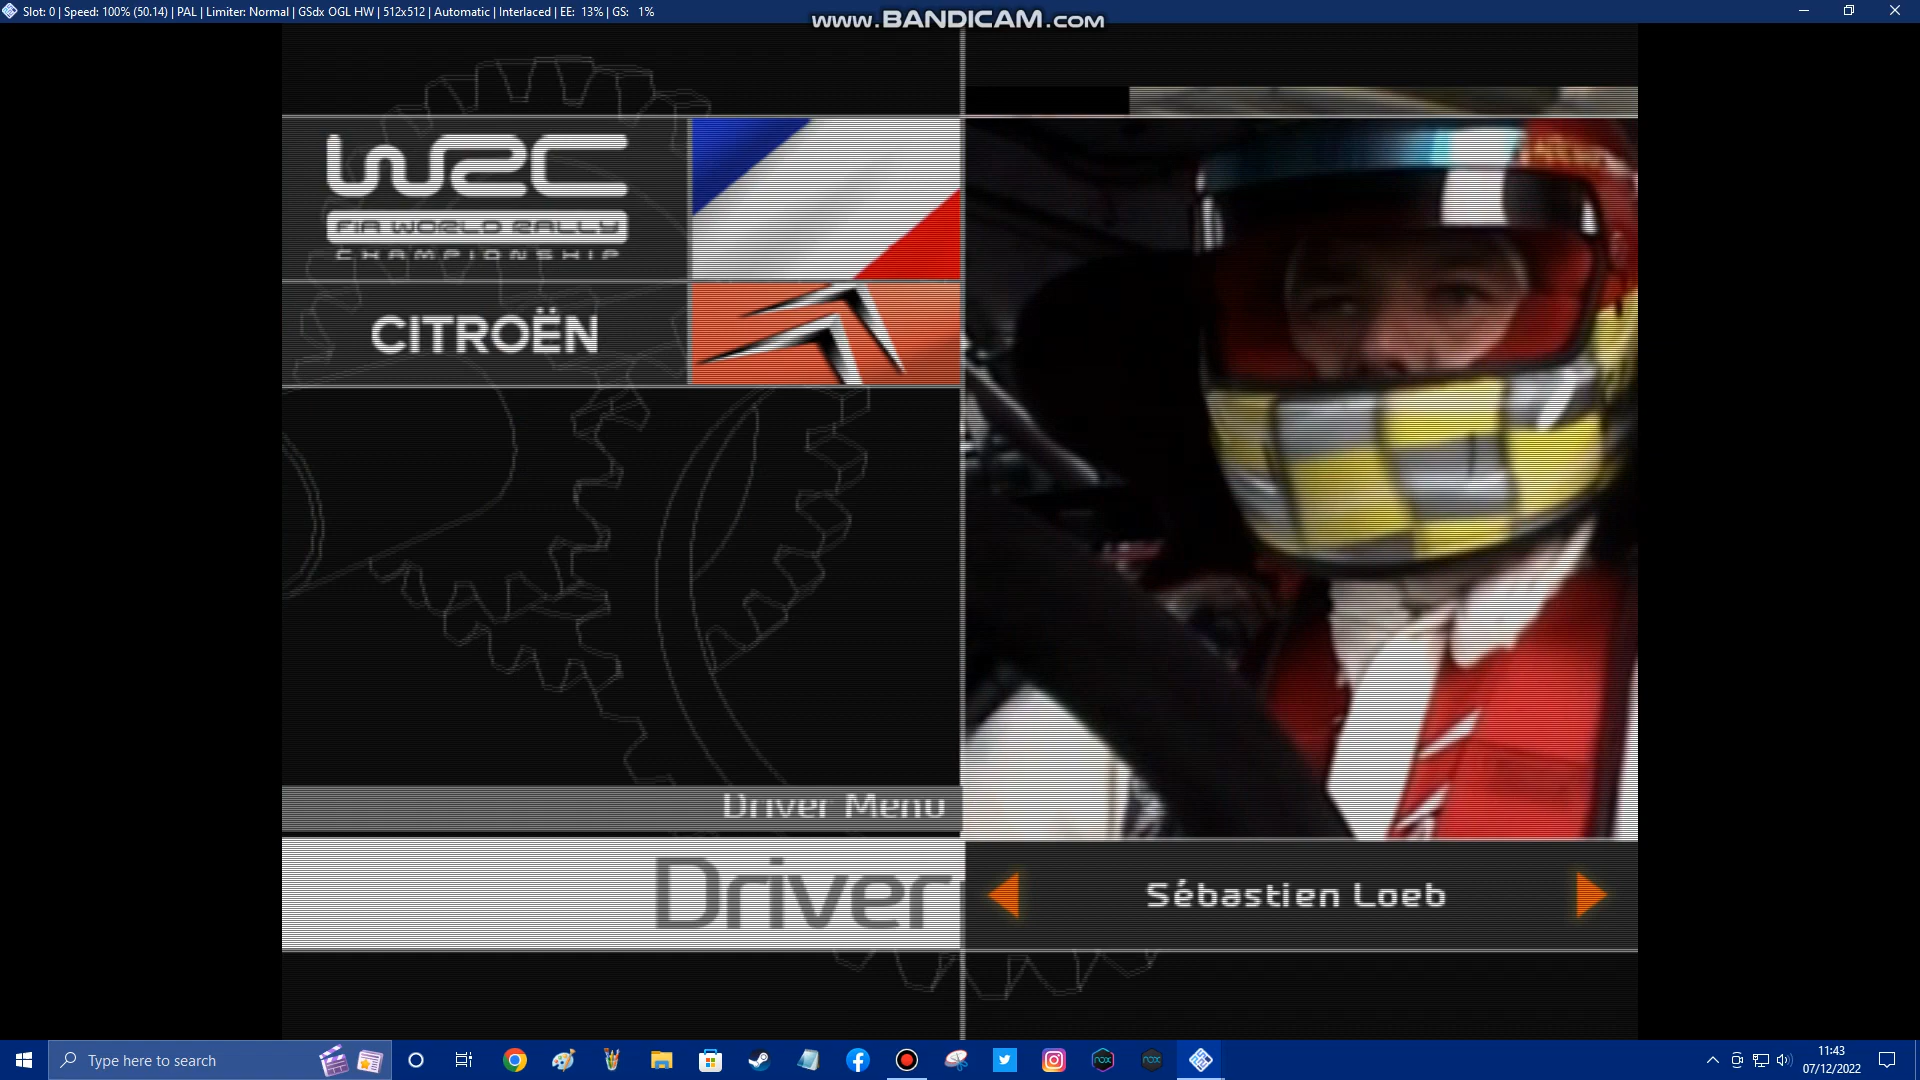 Slot: 0 | Speed: 100% (50.14) | PAL | Limiter: Normal | GSdx OGL HW | 512x512 | Automatic | Interlaced | EE: 13% | GS: 1%
www.BANDICAM.com
WRC
FIA WORLD RALLY
CHAMPIONSHIP
CITROËN
Driver Menu
Driver
Sébastien Loeb
Type here to search
11:43
07/12/2022